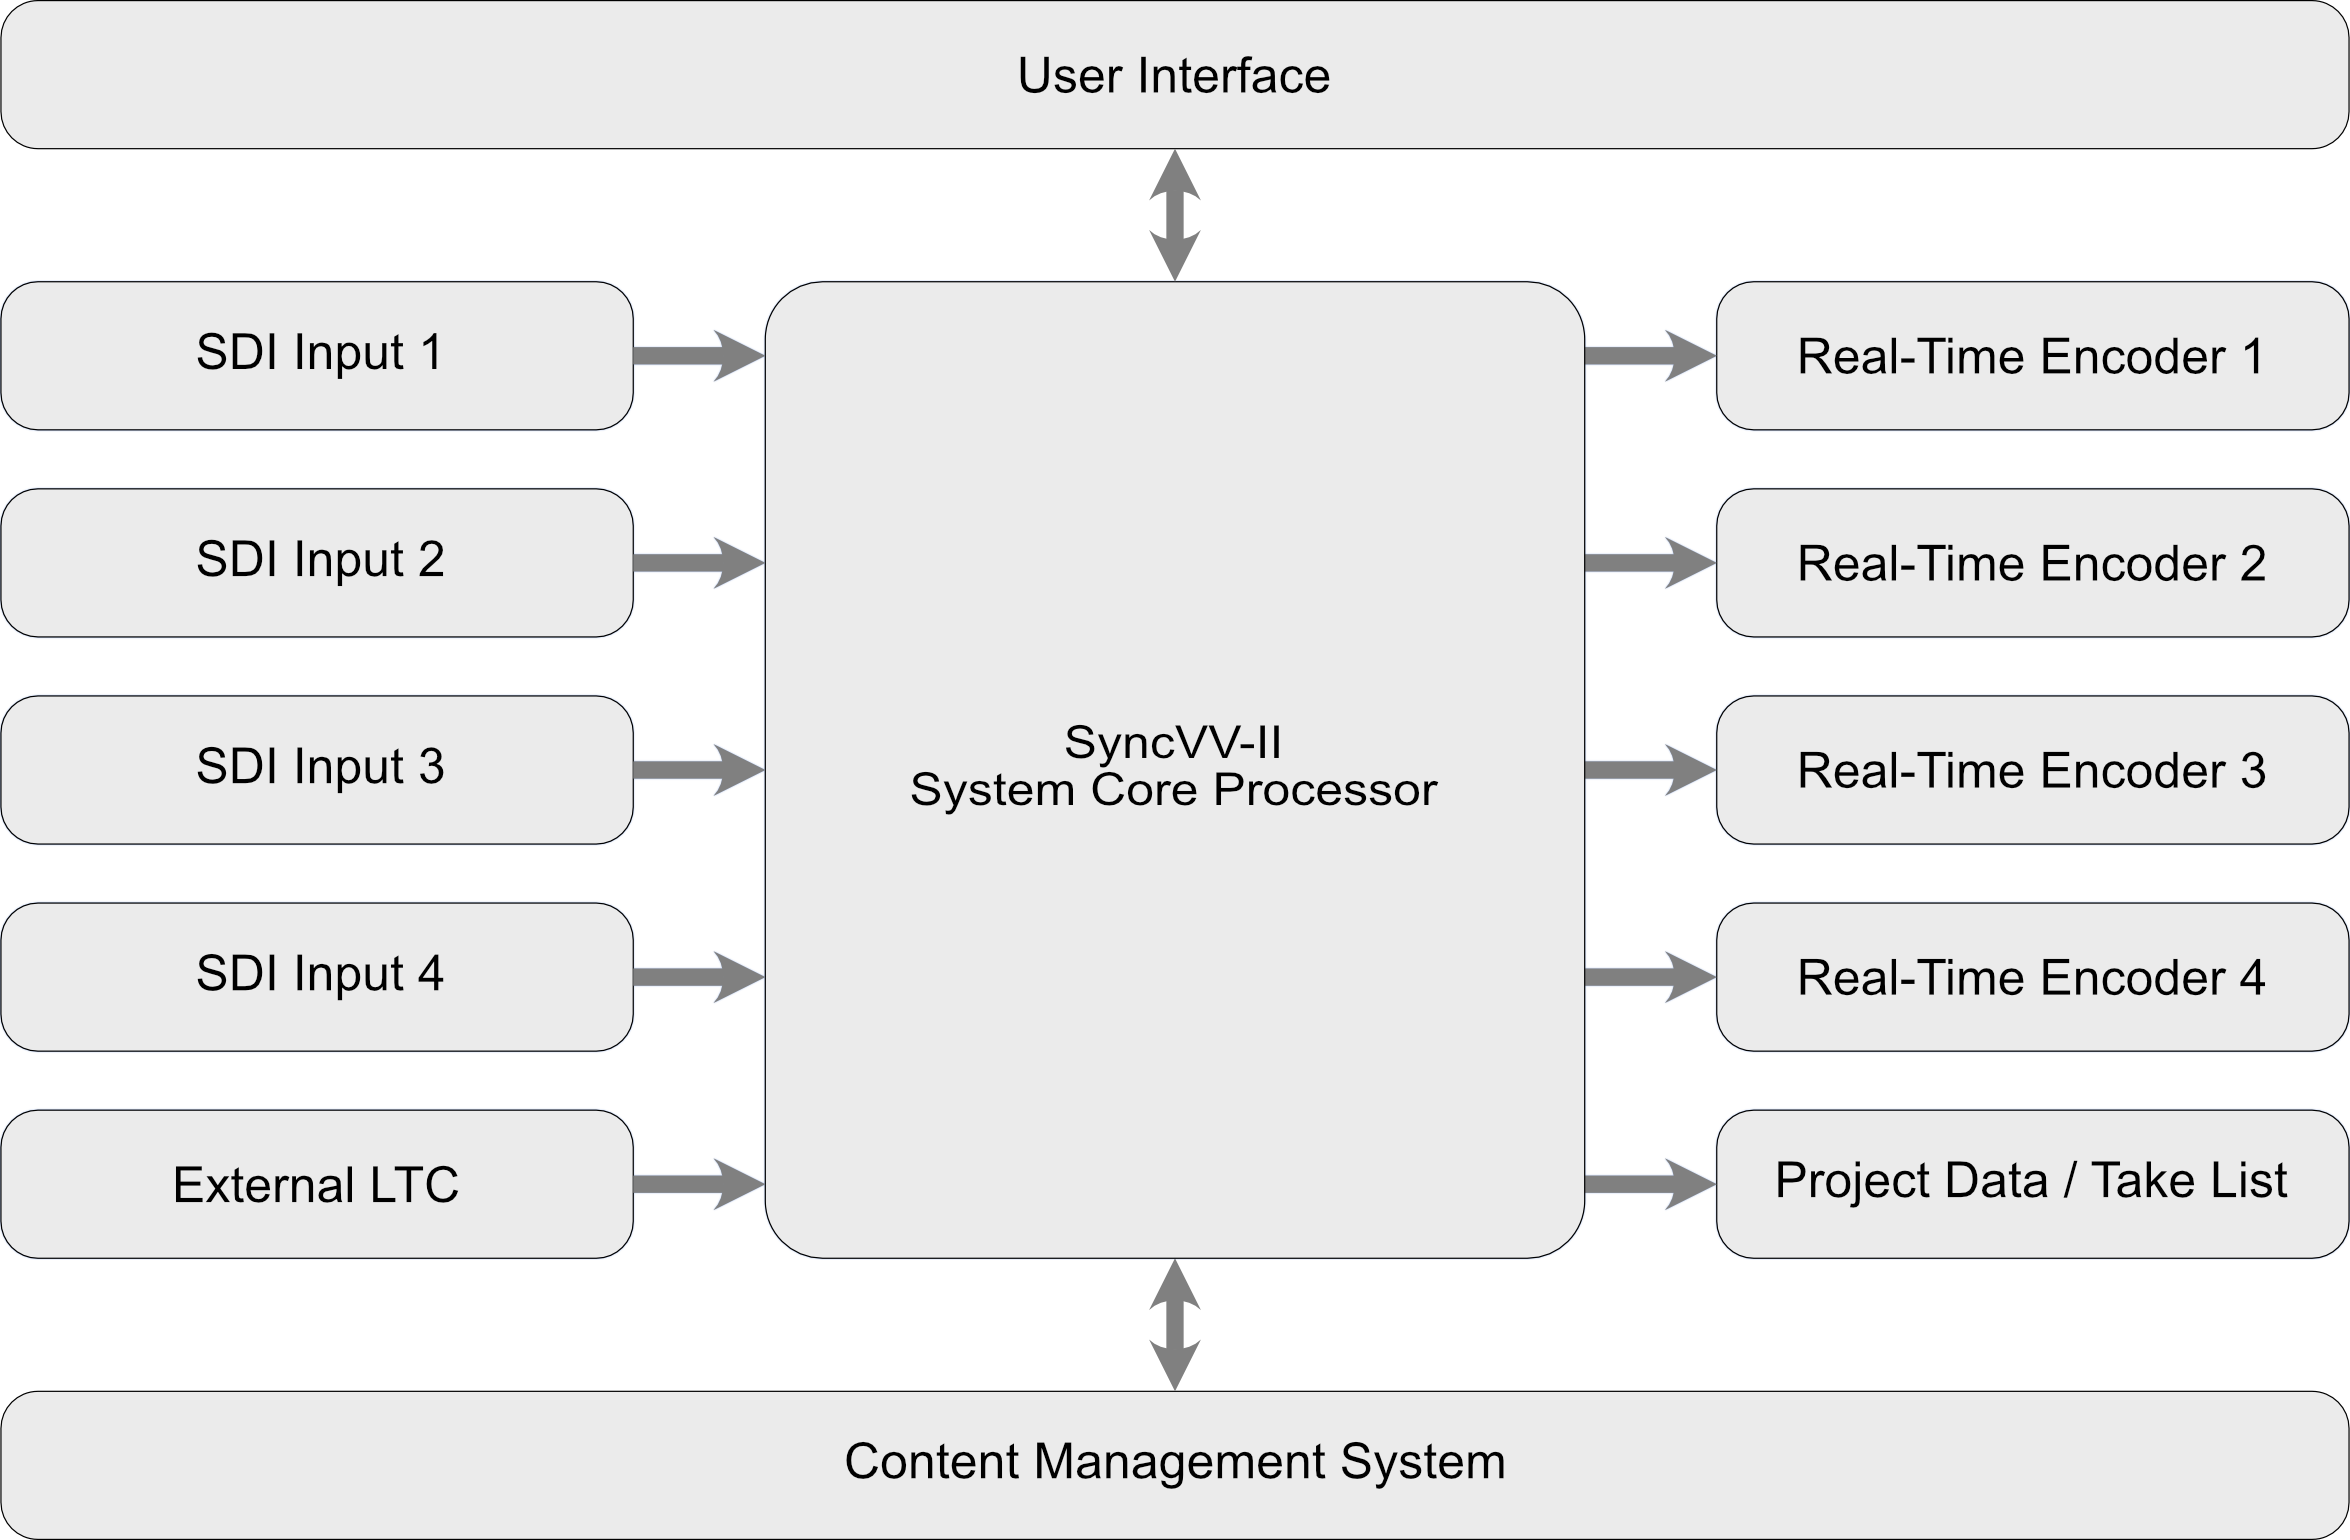 User Interface
SDI Input 1
Real-Time Encoder 1
SDI Input 2
Real-Time Encoder 2
SDI Input 3
SyncVV-II
System Core Processor
Real-Time Encoder 3
SDI Input 4
Real-Time Encoder 4
External LTC
Project Data / Take List
Content Management System